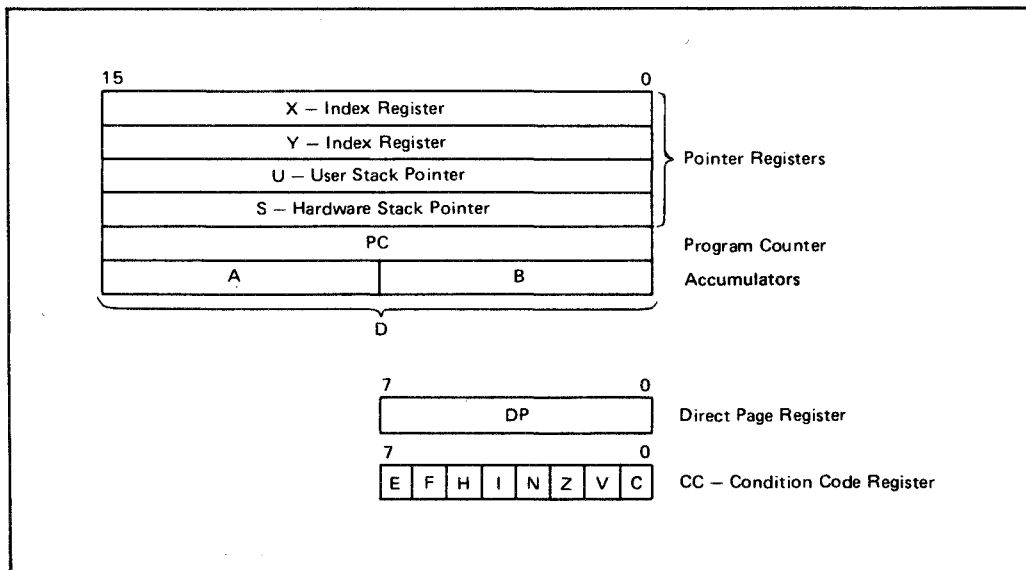 15 0
X – Index Register
Y – Index Register
U – User Stack Pointer
S – Hardware Stack Pointer
Pointer Registers
PC
Program Counter
A B
Accumulators
D
7 0
DP
Direct Page Register
7 0
E F H I N Z V C
CC – Condition Code Register